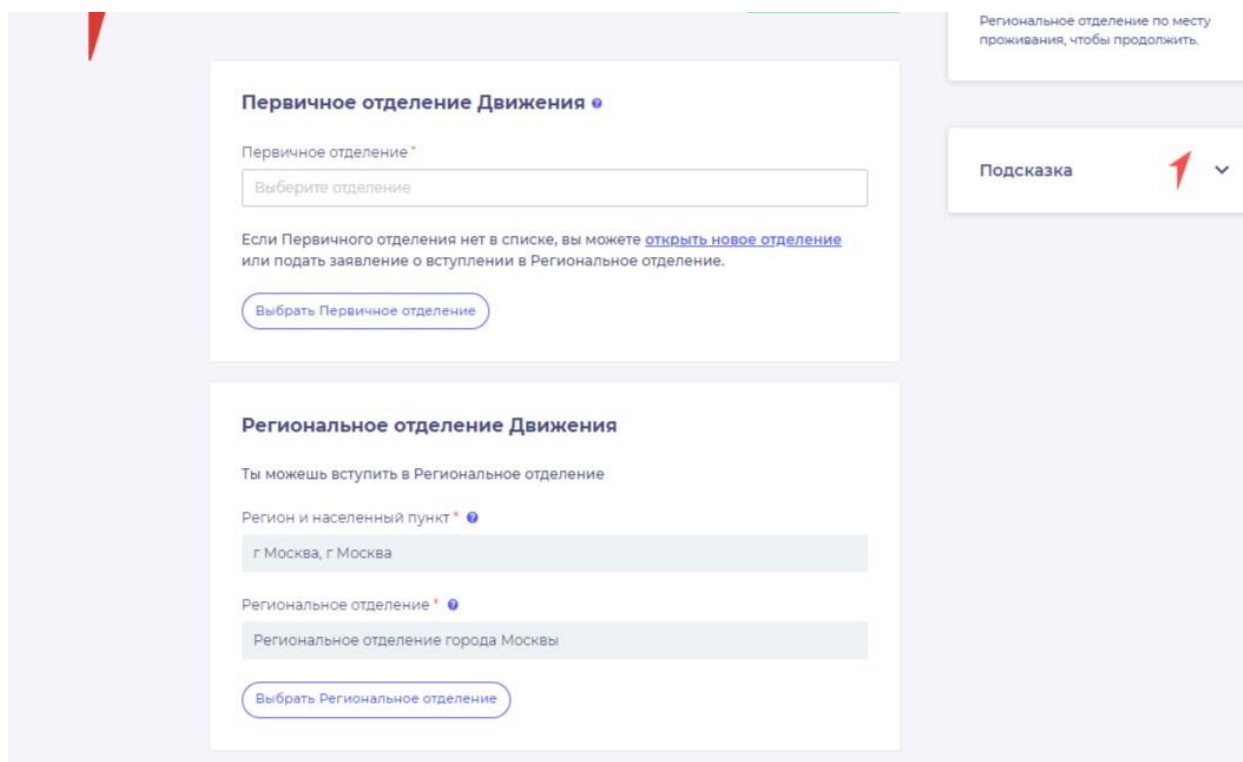 Региональное отделение по месту
проживания, чтобы продолжить.
Первичное отделение Движения
Первичное отделение *
Выберите отделение
Если Первичного отделения нет в списке, вы можете открыть новое отделение
или подать заявление о вступлении в Региональное отделение.
Выбрать Первичное отделение
Подсказка
Региональное отделение Движения
Ты можешь вступить в Региональное отделение
Регион и населенный пункт *
г Москва, г Москва
Региональное отделение *
Региональное отделение города Москвы
Выбрать Региональное отделение